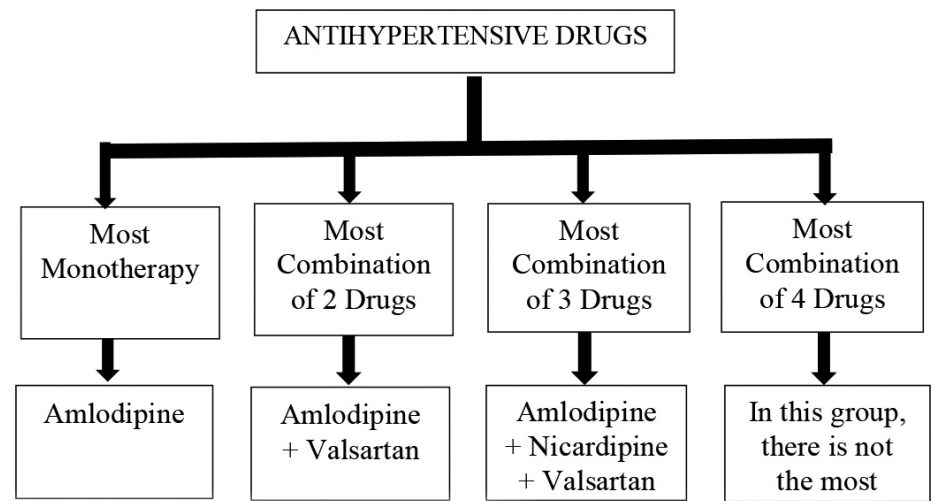 ANTIHYPERTENSIVE DRUGS
Most
Monotherapy
Most
Combination
of 2 Drugs
Most
Combination
of 3 Drugs
Most
Combination
of 4 Drugs
Amlodipine
Amlodipine
+ Valsartan
Amlodipine
+ Nicardipine
+ Valsartan
In this group,
there is not
the most